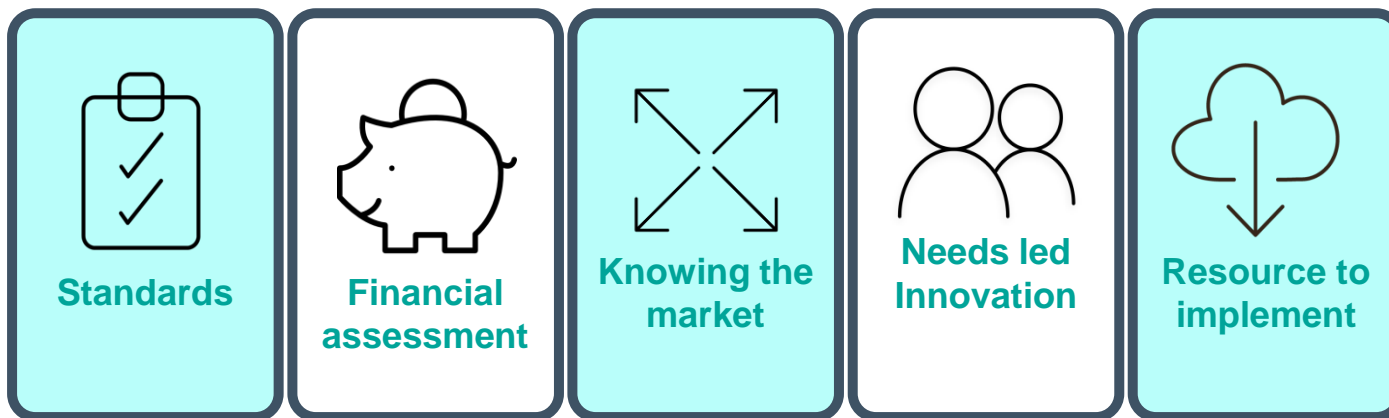 Standards
Financial
assessment
Knowing the
market
Needs led
Innovation
Resource to
implement